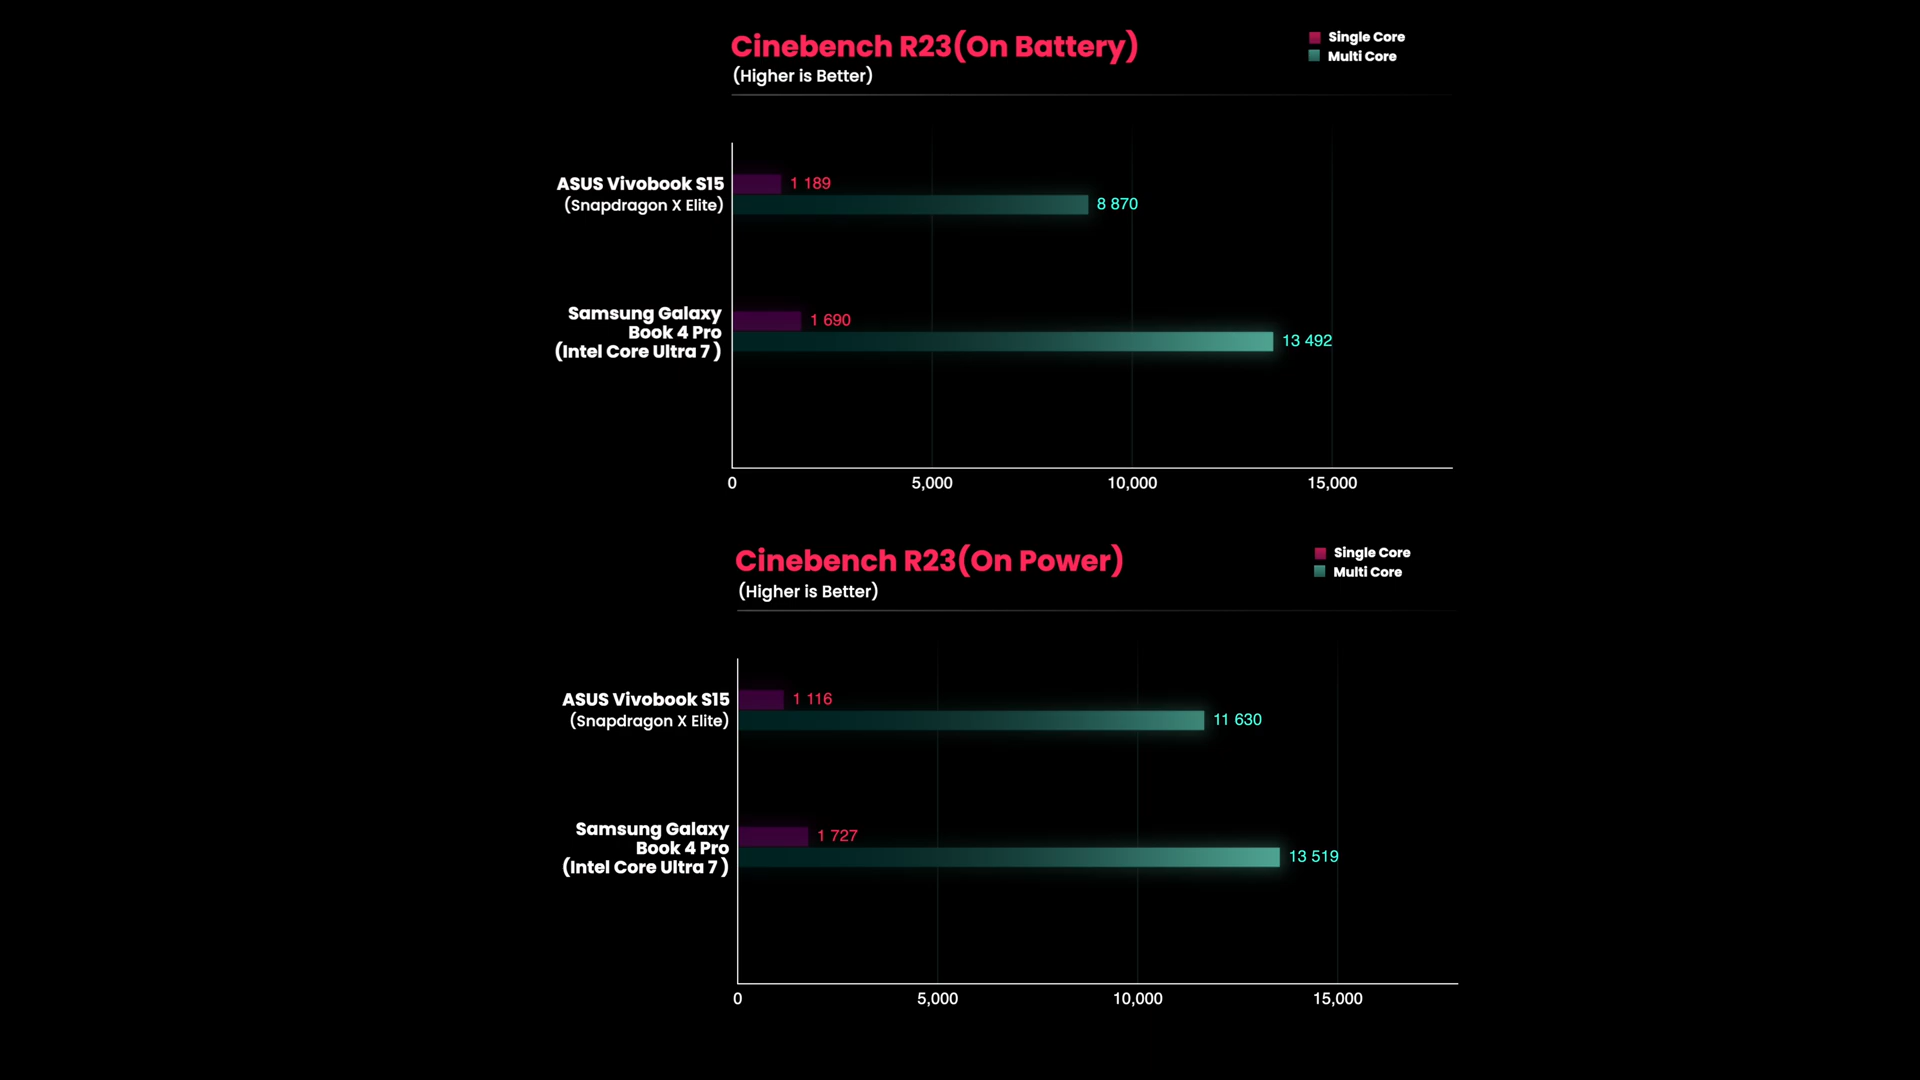 Cinebench R23(On Battery)
(Higher is Better)
Single Core
Multi Core
ASUS Vivobook S15
(Snapdragon X Elite)
1 189
8 870
Samsung Galaxy
Book 4 Pro
(Intel Core Ultra 7 )
1 690
13 492
0
5,000
10,000
15,000
Cinebench R23(On Power)
(Higher is Better)
Single Core
Multi Core
ASUS Vivobook S15
(Snapdragon X Elite)
1 116
11 630
Samsung Galaxy
Book 4 Pro
(Intel Core Ultra 7 )
1 727
13 519
0
5,000
10,000
15,000